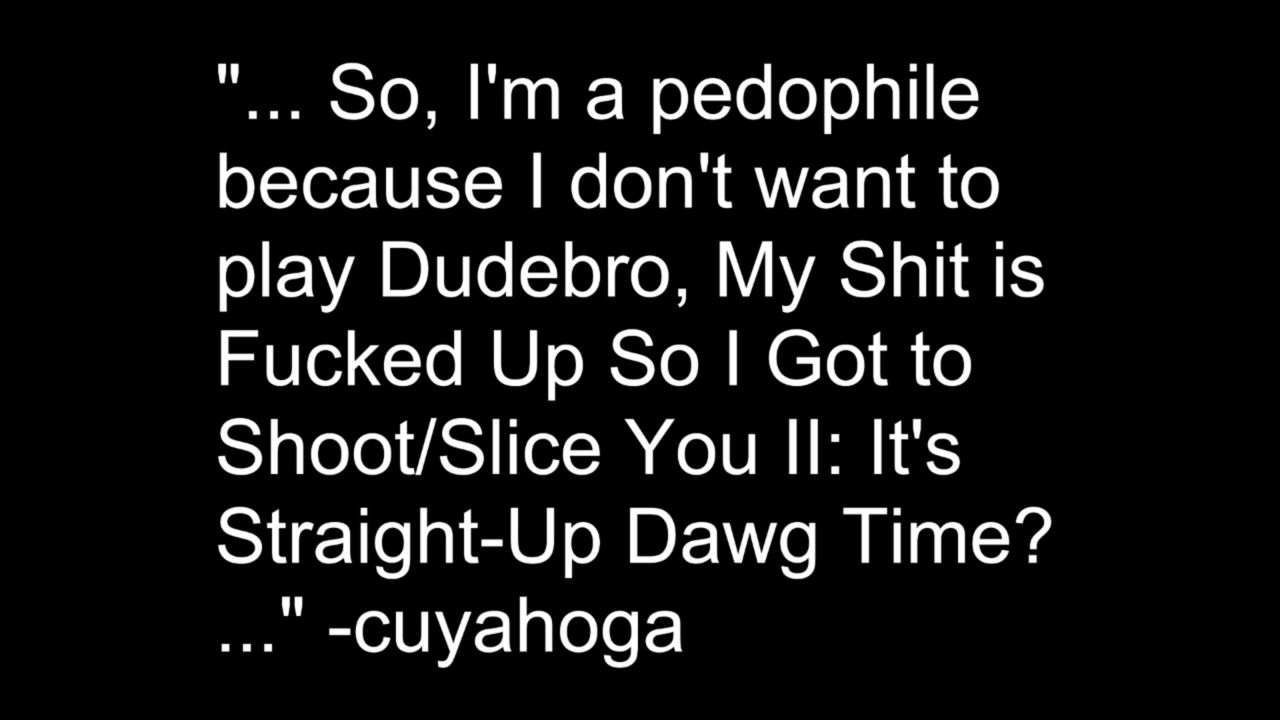 "... So, I'm a pedophile
because I don't want to
play Dudebro, My Shit is
Fucked Up So I Got to
Shoot/Slice You II: It's
Straight-Up Dawg Time?
..." -cuyahoga